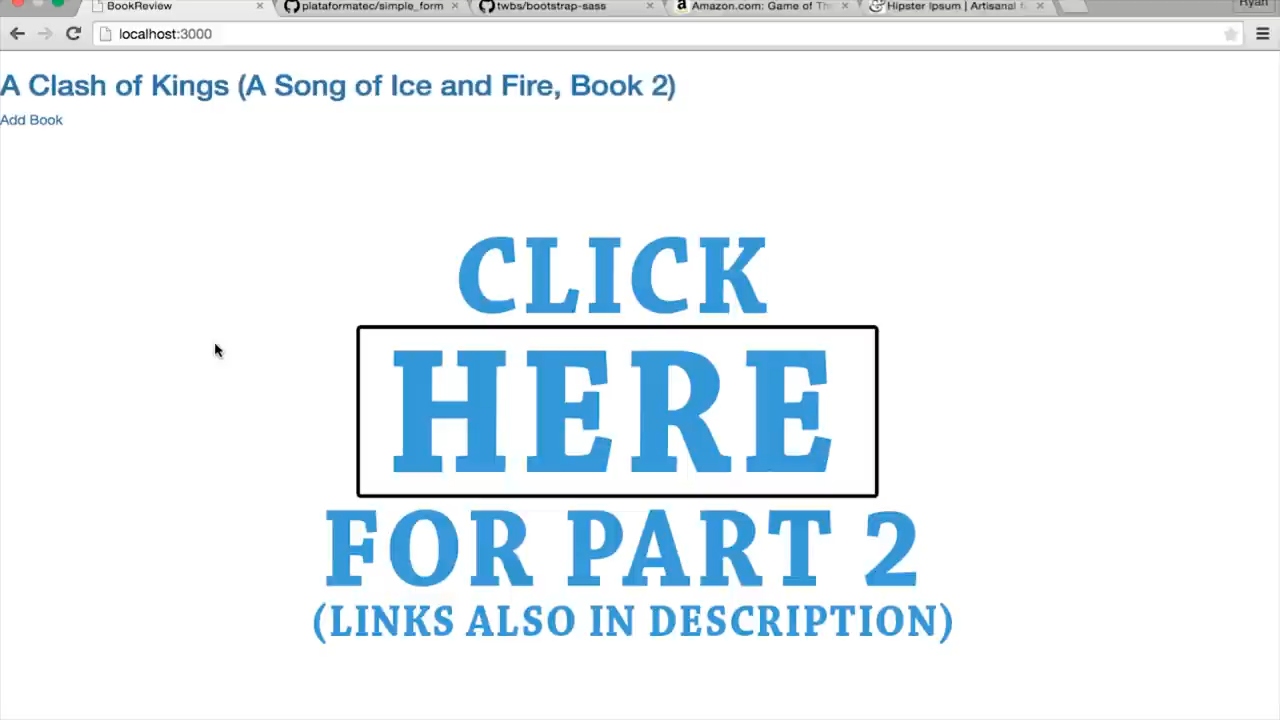 BookReview
plataformatec/simple_form
twbs/bootstrap-sass
Amazon.com: Game of Th
Hipster Ipsum | Artisanal
Ryan
localhost:3000
A Clash of Kings (A Song of Ice and Fire, Book 2)
Add Book
CLICK
HERE
FOR PART 2
(LINKS ALSO IN DESCRIPTION)